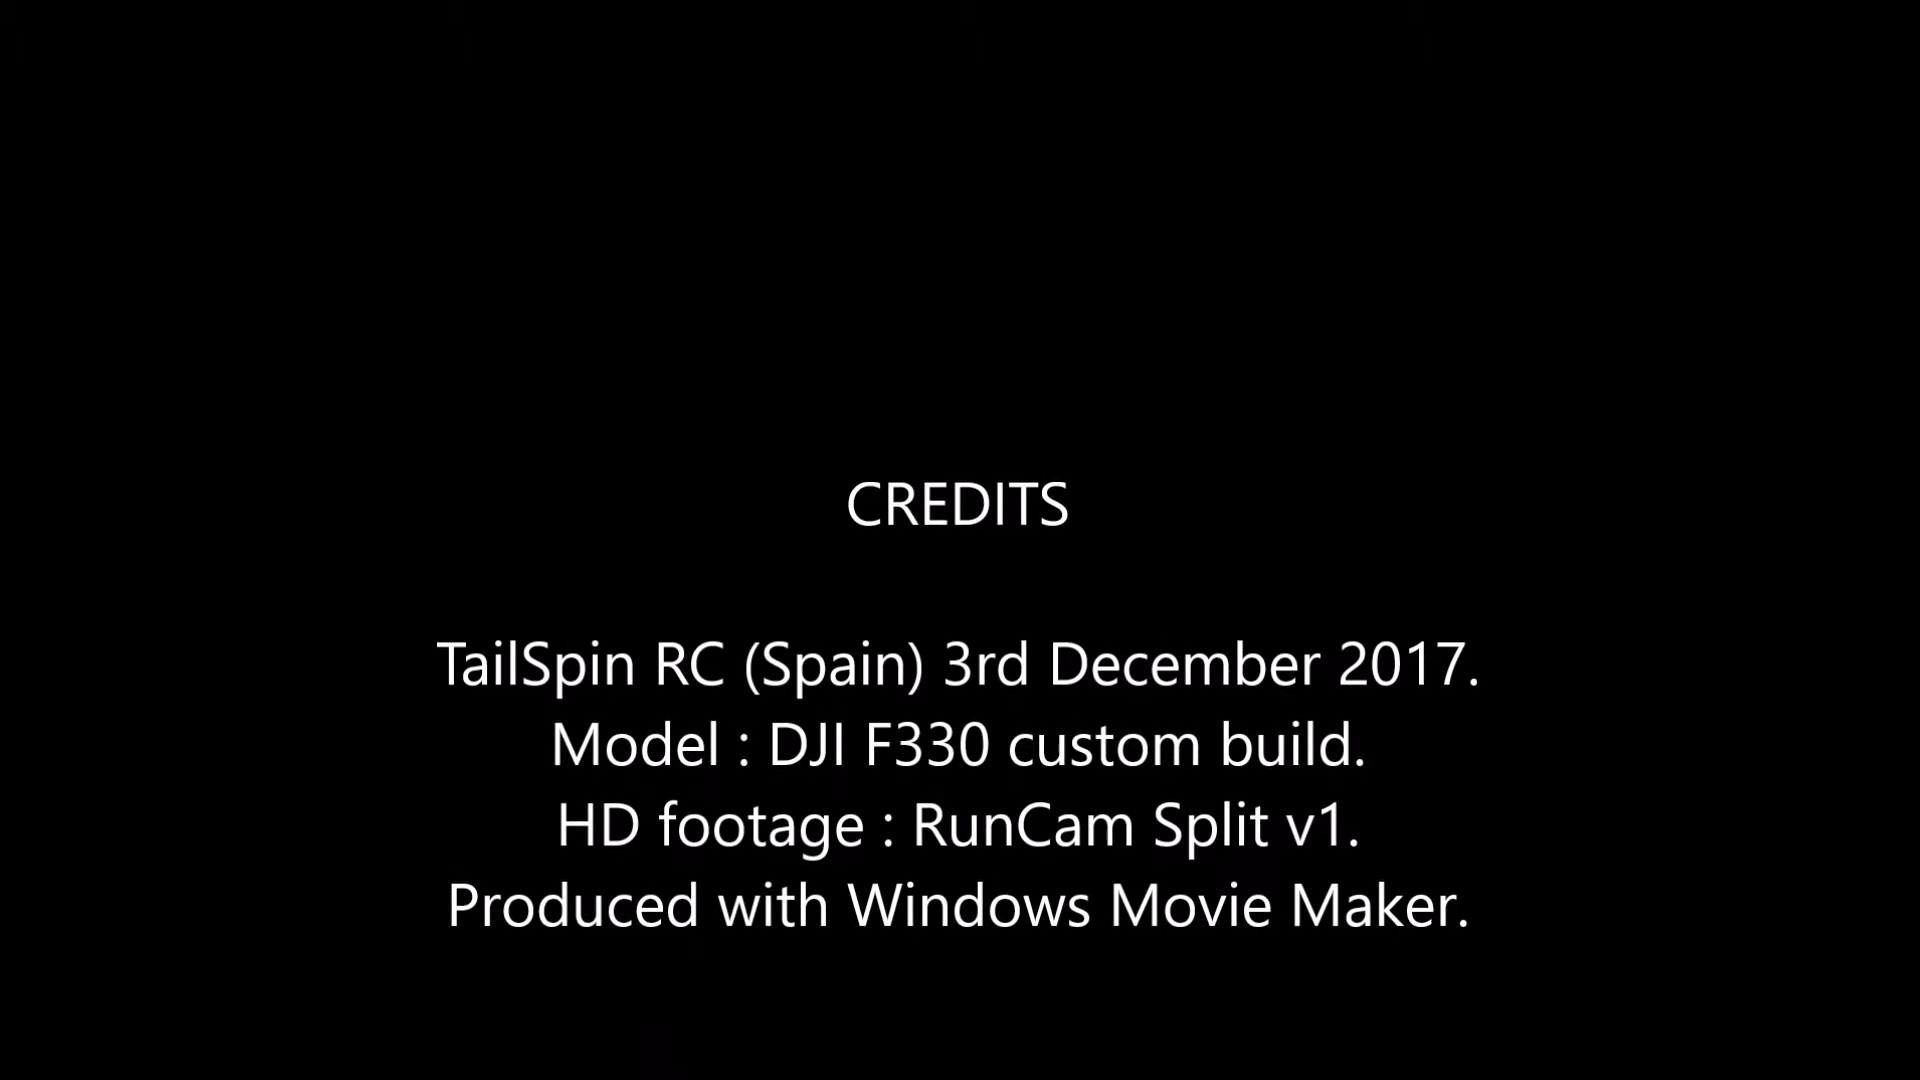 CREDITS
TailSpin RC (Spain) 3rd December 2017.
Model : DJI F330 custom build.
HD footage : RunCam Split v1.
Produced with Windows Movie Maker.